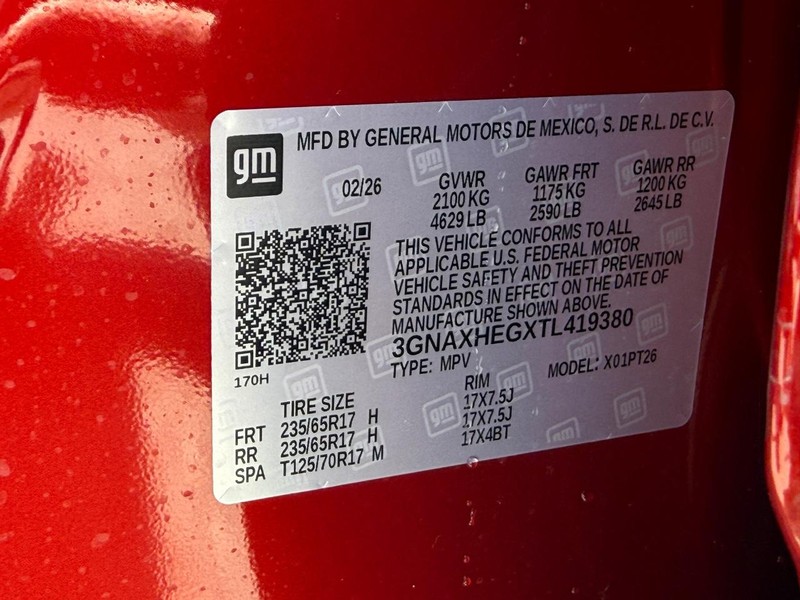 gm MFD BY GENERAL MOTORS DE MEXICO, S. DE R.L. DE C.V.
02/26 GVWR GAWR FRT GAWR RR
2100 KG 1175 KG 1200 KG
4629 LB 2590 LB 2645 LB
THIS VEHICLE CONFORMS TO ALL
APPLICABLE U.S. FEDERAL MOTOR
VEHICLE SAFETY AND THEFT PREVENTION
STANDARDS IN EFFECT ON THE DATE OF
MANUFACTURE SHOWN ABOVE.
3GNAXHEGXTL419380
170H TYPE: MPV MODEL: X01PT26
TIRE SIZE RIM
FRT 235/65R17 H 17X7.5J
RR 235/65R17 H 17X7.5J
SPA T125/70R17 M 17X4BT